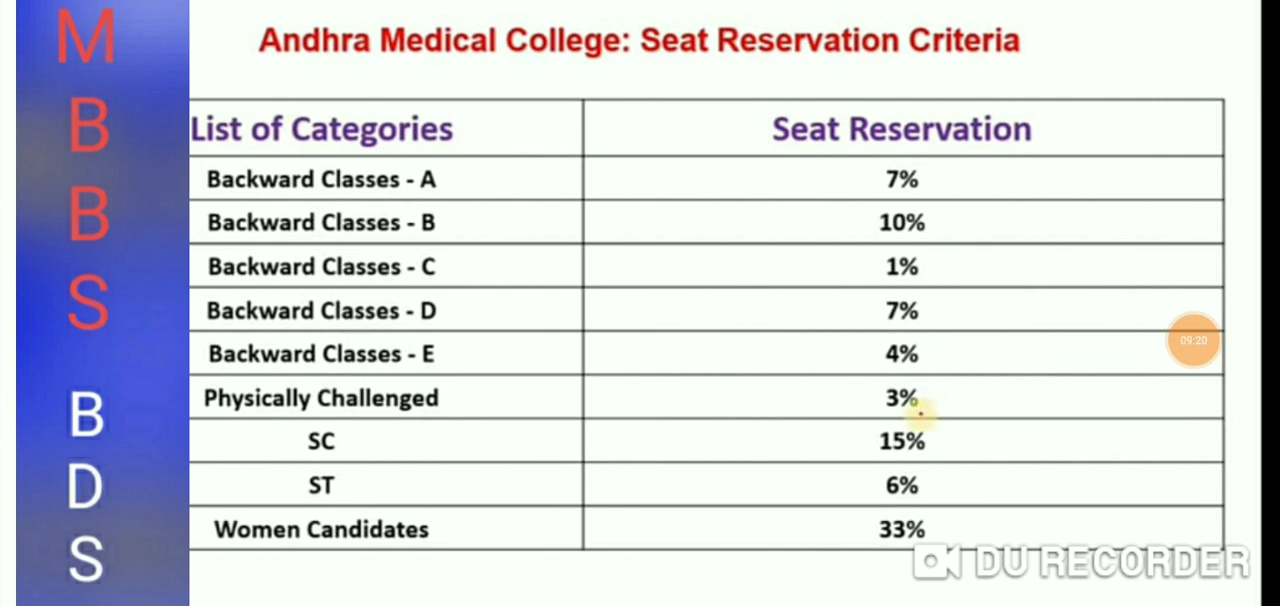 M
B
B
S
B
D
S
Andhra Medical College: Seat Reservation Criteria
List of Categories Seat Reservation
Backward Classes - A 7%
Backward Classes - B 10%
Backward Classes - C 1%
Backward Classes - D 7%
Backward Classes - E 4%
Physically Challenged 3%
SC 15%
ST 6%
Women Candidates 33%
09:20
DU RECORDER